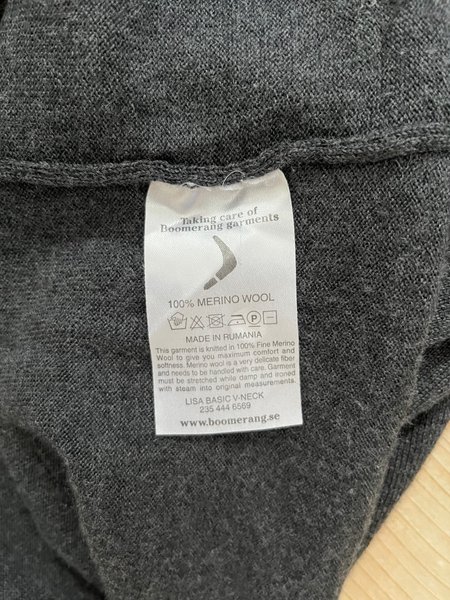 Taking care of
Boomerang garments
100% MERINO WOOL
MADE IN RUMANIA
This garment is knitted in 100% Fine Merino
Wool to give you maximum comfort and
softness. Merino wool is a very delicate fiber
and needs to be handled with care. Garment
must be stretched while damp and ironed
with steam into original measurements.
LISA BASIC V-NECK
235 444 6569
www.boomerang.se